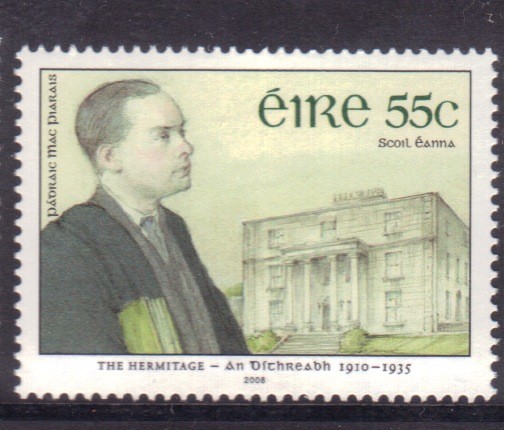 Pádraic Mac Piarais
éire 55c
Scoil Éanna
THE HERMITAGE – An Díthreabh 1910–1935
2008